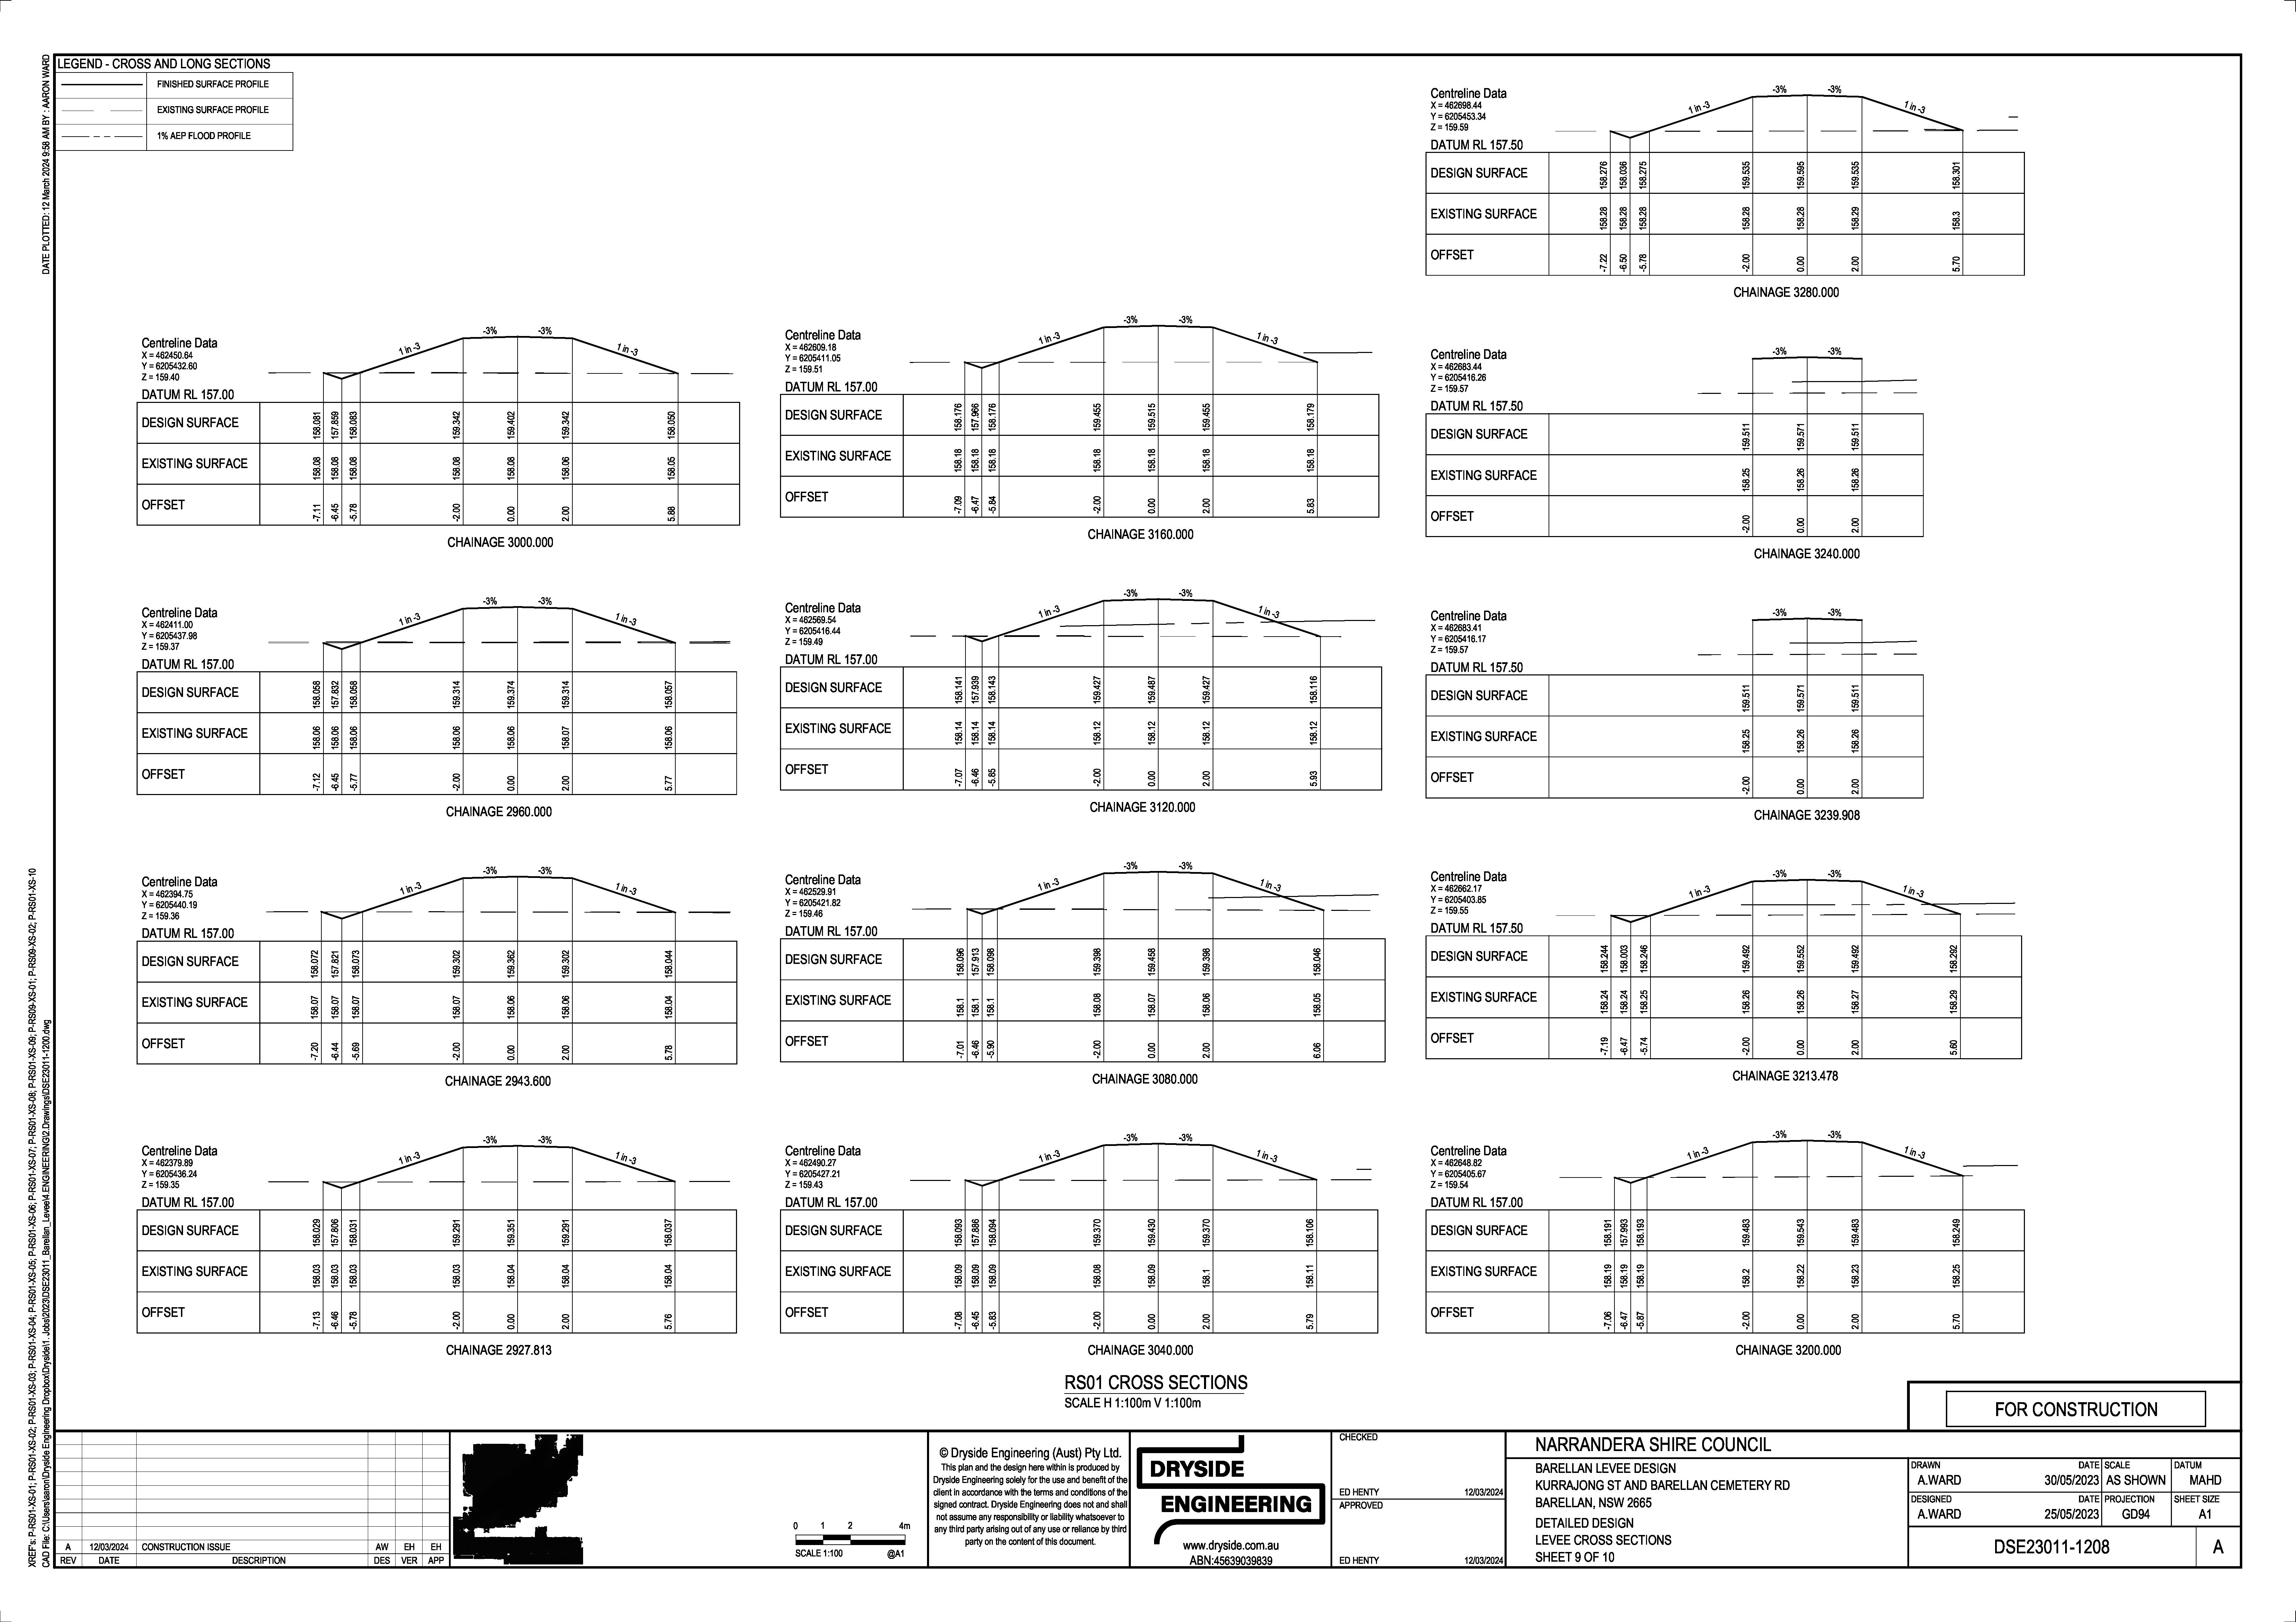 LEGEND - CROSS AND LONG SECTIONS
FINISHED SURFACE PROFILE
EXISTING SURFACE PROFILE
1% AEP FLOOD PROFILE
DATE PLOTTED: 12 March 2024 9:58 AM BY : AARON WARD
XREF's: P-RS01-XS-01; P-RS01-XS-02; P-RS01-XS-03; P-RS01-XS-04; P-RS01-XS-05; P-RS01-XS-06; P-RS01-XS-07; P-RS01-XS-08; P-RS01-XS-09; P-RS09-XS-01; P-RS09-XS-02; P-RS01-XS-10
CAD File: C:\Users\aaron\Dryside Engineering Dropbox\Dryside\1. Jobs\2023\DSE23011_Barellan_Levee\4.ENGINEERING\2.Drawings\DSE23011-1200.dwg
Centreline Data
X = 462450.64
Y = 6205432.60
Z = 159.40
DATUM RL 157.00
1 in -3 -3% -3% 1 in -3
DESIGN SURFACE 158.081 157.859 158.083 159.342 159.402 159.342 158.050
EXISTING SURFACE 158.08 158.08 158.08 158.08 158.08 158.06 158.05
OFFSET -7.11 -6.45 -5.78 -2.00 0.00 2.00 5.88
CHAINAGE 3000.000
Centreline Data
X = 462411.00
Y = 6205437.98
Z = 159.37
DATUM RL 157.00
1 in -3 -3% -3% 1 in -3
DESIGN SURFACE 158.058 157.832 158.058 159.314 159.374 159.314 158.057
EXISTING SURFACE 158.06 158.06 158.06 158.06 158.06 158.07 158.06
OFFSET -7.12 -6.45 -5.77 -2.00 0.00 2.00 5.77
CHAINAGE 2960.000
Centreline Data
X = 462394.75
Y = 6205440.19
Z = 159.36
DATUM RL 157.00
1 in -3 -3% -3% 1 in -3
DESIGN SURFACE 158.072 157.821 158.073 159.302 159.362 159.302 158.044
EXISTING SURFACE 158.07 158.07 158.07 158.07 158.06 158.06 158.04
OFFSET -7.20 -6.44 -5.69 -2.00 0.00 2.00 5.78
CHAINAGE 2943.600
Centreline Data
X = 462379.89
Y = 6205436.24
Z = 159.35
DATUM RL 157.00
1 in -3 -3% -3% 1 in -3
DESIGN SURFACE 158.029 157.806 158.031 159.291 159.351 159.291 158.037
EXISTING SURFACE 158.03 158.03 158.03 158.03 158.04 158.04 158.04
OFFSET -7.13 -6.46 -5.78 -2.00 0.00 2.00 5.76
CHAINAGE 2927.813
Centreline Data
X = 462609.18
Y = 6205411.05
Z = 159.51
DATUM RL 157.00
1 in -3 -3% -3% 1 in -3
DESIGN SURFACE 158.176 157.966 158.176 159.455 159.515 159.455 158.179
EXISTING SURFACE 158.18 158.18 158.18 158.18 158.18 158.18 158.18
OFFSET -7.09 -6.47 -5.84 -2.00 0.00 2.00 5.83
CHAINAGE 3160.000
Centreline Data
X = 462569.54
Y = 6205416.44
Z = 159.49
DATUM RL 157.00
1 in -3 -3% -3% 1 in -3
DESIGN SURFACE 158.141 157.939 158.143 159.427 159.487 159.427 158.116
EXISTING SURFACE 158.14 158.14 158.14 158.12 158.12 158.12 158.12
OFFSET -7.07 -6.46 -5.85 -2.00 0.00 2.00 5.93
CHAINAGE 3120.000
Centreline Data
X = 462529.91
Y = 6205421.82
Z = 159.46
DATUM RL 157.00
1 in -3 -3% -3% 1 in -3
DESIGN SURFACE 158.096 157.913 158.098 159.398 159.458 159.398 158.046
EXISTING SURFACE 158.1 158.1 158.1 158.08 158.07 158.06 158.05
OFFSET -7.01 -6.46 -5.90 -2.00 0.00 2.00 6.06
CHAINAGE 3080.000
Centreline Data
X = 462490.27
Y = 6205427.21
Z = 159.43
DATUM RL 157.00
1 in -3 -3% -3% 1 in -3
DESIGN SURFACE 158.093 157.886 158.094 159.370 159.430 159.370 158.106
EXISTING SURFACE 158.09 158.09 158.09 158.08 158.09 158.1 158.11
OFFSET -7.08 -6.45 -5.83 -2.00 0.00 2.00 5.79
CHAINAGE 3040.000
Centreline Data
X = 462698.44
Y = 6205453.34
Z = 159.59
DATUM RL 157.50
1 in -3 -3% -3% 1 in -3
DESIGN SURFACE 158.276 158.036 158.275 159.535 159.595 159.535 158.301
EXISTING SURFACE 158.28 158.28 158.28 158.28 158.28 158.29 158.3
OFFSET -7.22 -6.50 -5.78 -2.00 0.00 2.00 5.70
CHAINAGE 3280.000
Centreline Data
X = 462683.44
Y = 6205416.26
Z = 159.57
DATUM RL 157.50
-3% -3%
DESIGN SURFACE 159.511 159.571 159.511
EXISTING SURFACE 158.25 158.26 158.26
OFFSET -2.00 0.00 2.00
CHAINAGE 3240.000
Centreline Data
X = 462683.41
Y = 6205416.17
Z = 159.57
DATUM RL 157.50
-3% -3%
DESIGN SURFACE 159.511 159.571 159.511
EXISTING SURFACE 158.25 158.26 158.26
OFFSET -2.00 0.00 2.00
CHAINAGE 3239.908
Centreline Data
X = 462662.17
Y = 6205403.85
Z = 159.55
DATUM RL 157.50
1 in -3 -3% -3% 1 in -3
DESIGN SURFACE 158.244 158.003 158.246 159.492 159.552 159.492 158.292
EXISTING SURFACE 158.24 158.24 158.25 158.26 158.26 158.27 158.29
OFFSET -7.19 -6.47 -5.74 -2.00 0.00 2.00 5.60
CHAINAGE 3213.478
Centreline Data
X = 462648.82
Y = 6205405.67
Z = 159.54
DATUM RL 157.00
1 in -3 -3% -3% 1 in -3
DESIGN SURFACE 158.191 157.993 158.193 159.483 159.543 159.483 158.249
EXISTING SURFACE 158.19 158.19 158.19 158.2 158.22 158.23 158.25
OFFSET -7.06 -6.47 -5.87 -2.00 0.00 2.00 5.70
CHAINAGE 3200.000
RS01 CROSS SECTIONS
SCALE H 1:100m V 1:100m
FOR CONSTRUCTION
A 12/03/2024 CONSTRUCTION ISSUE AW EH EH
REV DATE DESCRIPTION DES VER APP
0 1 2 4m
SCALE 1:100 @A1
© Dryside Engineering (Aust) Pty Ltd.
This plan and the design here within is produced by
Dryside Engineering solely for the use and benefit of the
client in accordance with the terms and conditions of the
signed contract. Dryside Engineering does not and shall
not assume any responsibility or liability whatsoever to
any third party arising out of any use or reliance by third
party on the content of this document.
DRYSIDE
ENGINEERING
www.dryside.com.au
ABN:45639039839
CHECKED
ED HENTY 12/03/2024
APPROVED
ED HENTY 12/03/2024
NARRANDERA SHIRE COUNCIL
BARELLAN LEVEE DESIGN
KURRAJONG ST AND BARELLAN CEMETERY RD
BARELLAN, NSW 2665
DETAILED DESIGN
LEVEE CROSS SECTIONS
SHEET 9 OF 10
DRAWN DATE SCALE DATUM
A.WARD 30/05/2023 AS SHOWN MAHD
DESIGNED DATE PROJECTION SHEET SIZE
A.WARD 25/05/2023 GD94 A1
DSE23011-1208 A